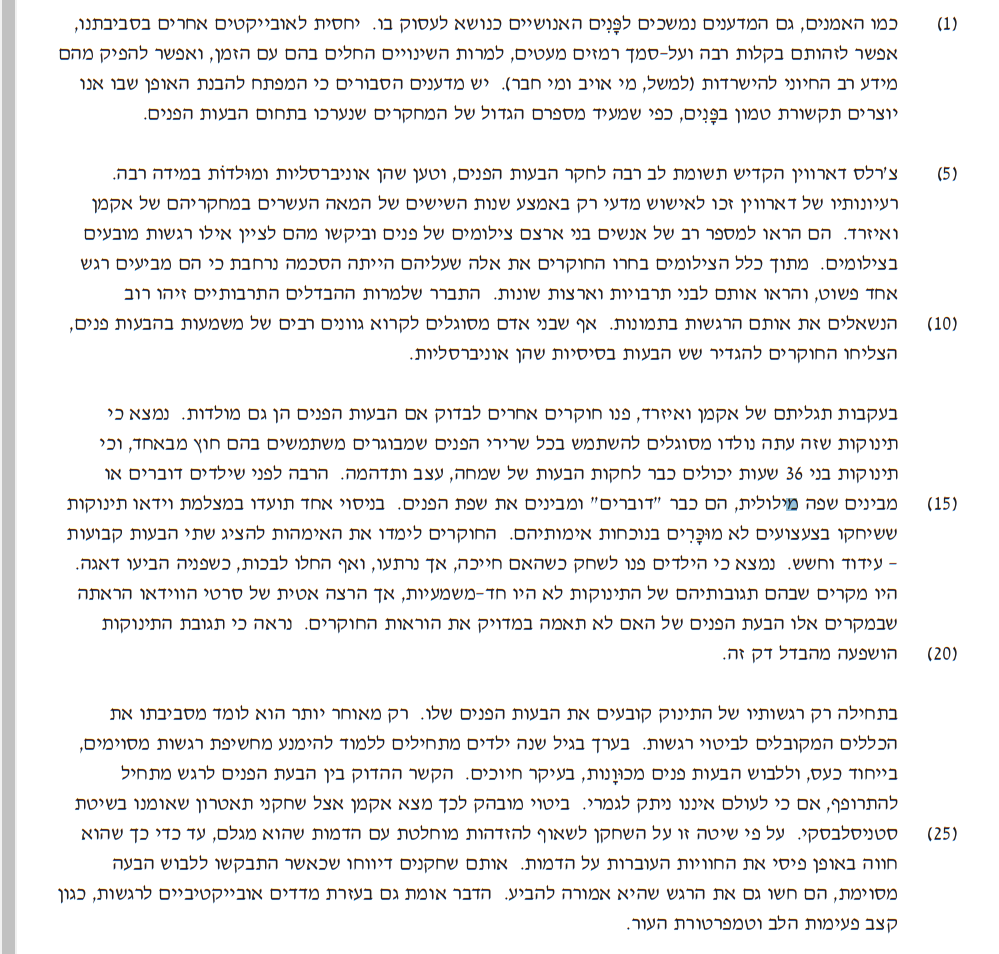 (1) כמו האמנים, גם המדענים נמשכים לפָּנים האנושיים כנושא לעסוק בו. יחסית לאובייקטים אחרים בסביבתנו,
אפשר לזהותם בקלות רבה ועל-סמך רמזים מעטים, למרות השינויים החלים בהם עם הזמן, ואפשר להפיק מהם
מידע רב החיוני להישרדות (למשל, מי אויב ומי חבר). יש מדענים הסבורים כי המפתח להבנת האופן שבו אנו
יוצרים תקשורת טמון בפָּנִים, כפי שמעיד מספרם הגדול של המחקרים שנערכו בתחום הבעות הפנים.
(5) צ'רלס דארווין הקדיש תשומת לב רבה לחקר הבעות הפנים, וטען שהן אוניברסליות ומוּלדוֹת במידה רבה.
רעיונותיו של דארווין זכו לאישוש מדעי רק באמצע שנות השישים של המאה העשרים במחקריהם של אקמן
ואיזרד. הם הראו למספר רב של אנשים בני ארצם צילומים של פנים וביקשו מהם לציין אילו רגשות מובעים
בצילומים. מתוך כלל הצילומים בחרו החוקרים את אלה שעליהם הייתה הסכמה נרחבת כי הם מביעים רגש
אחד פשוט, והראו אותם לבני תרבויות וארצות שונות. התברר שלמרות ההבדלים התרבותיים זיהו רוב
(10) הנשאלים את אותם הרגשות בתמונות. אף שבני אדם מסוגלים לקרוא גוונים רבים של משמעות בהבעות פנים,
הצליחו החוקרים להגדיר שש הבעות בסיסיות שהן אוניברסליות.
בעקבות תגליתם של אקמן ואיזרד, פנו חוקרים אחרים לבדוק אם הבעות הפנים הן גם מולדות. נמצא כי
תינוקות שזה עתה נולדו מסוגלים להשתמש בכל שרירי הפנים שמבוגרים משתמשים בהם חוץ מבאחד, וכי
תינוקות בני 36 שעות יכולים כבר לחקות הבעות של שמחה, עצב ותדהמה. הרבה לפני שילדים דוברים או
(15) מבינים שפה מילולית, הם כבר "דוברים" ומבינים את שפת הפנים. בניסוי אחד תועדו במצלמת וידאו תינוקות
ששיחקו בצעצועים לא מוּכָּרים בנוכחות אימותיהם. החוקרים לימדו את האימהות להציג שתי הבעות קבועות
- עידוד וחשש. נמצא כי הילדים פנו לשחק כשהאם חייכה, אך נרתעו, ואף החלו לבכות, כשפניה הביעו דאגה.
היו מקרים שבהם תגובותיהם של התינוקות לא היו חד-משמעיות, אך הרצה אטית של סרטי הווידאו הראתה
שבמקרים אלו הבעת הפנים של האם לא תאמה במדויק את הוראות החוקרים. נראה כי תגובת התינוקות
(20) הושפעה מהבדל דק זה.
בתחילה רק רגשותיו של התינוק קובעים את הבעות הפנים שלו. רק מאוחר יותר הוא לומד מסביבתו את
הכללים המקובלים לביטוי רגשות. בערך בגיל שנה ילדים מתחילים ללמוד להימנע מחשיפת רגשות מסוימים,
בייחוד כעס, וללבוש הבעות פנים מכוּוָנות, בעיקר חיוכים. הקשר ההדוק בין הבעת הפנים לרגש מתחיל
להתרופף, אם כי לעולם איננו ניתק לגמרי. ביטוי מובהק לכך מצא אקמן אצל שחקני תאטרון שאומנו בשיטת
(25) סטניסלבסקי. על פי שיטה זו על השחקן לשאוף להזדהות מוחלטת עם הדמות שהוא מגלם, עד כדי כך שהוא
חווה באופן פיסי את החוויות העוברות על הדמות. אותם שחקנים דיווחו שכאשר התבקשו ללבוש הבעה
מסוימת, הם חשו גם את הרגש שהיא אמורה להביע. הדבר אומת גם בעזרת מדדים אובייקטיביים לרגשות, כגון
קצב פעימות הלב וטמפרטורת העור.